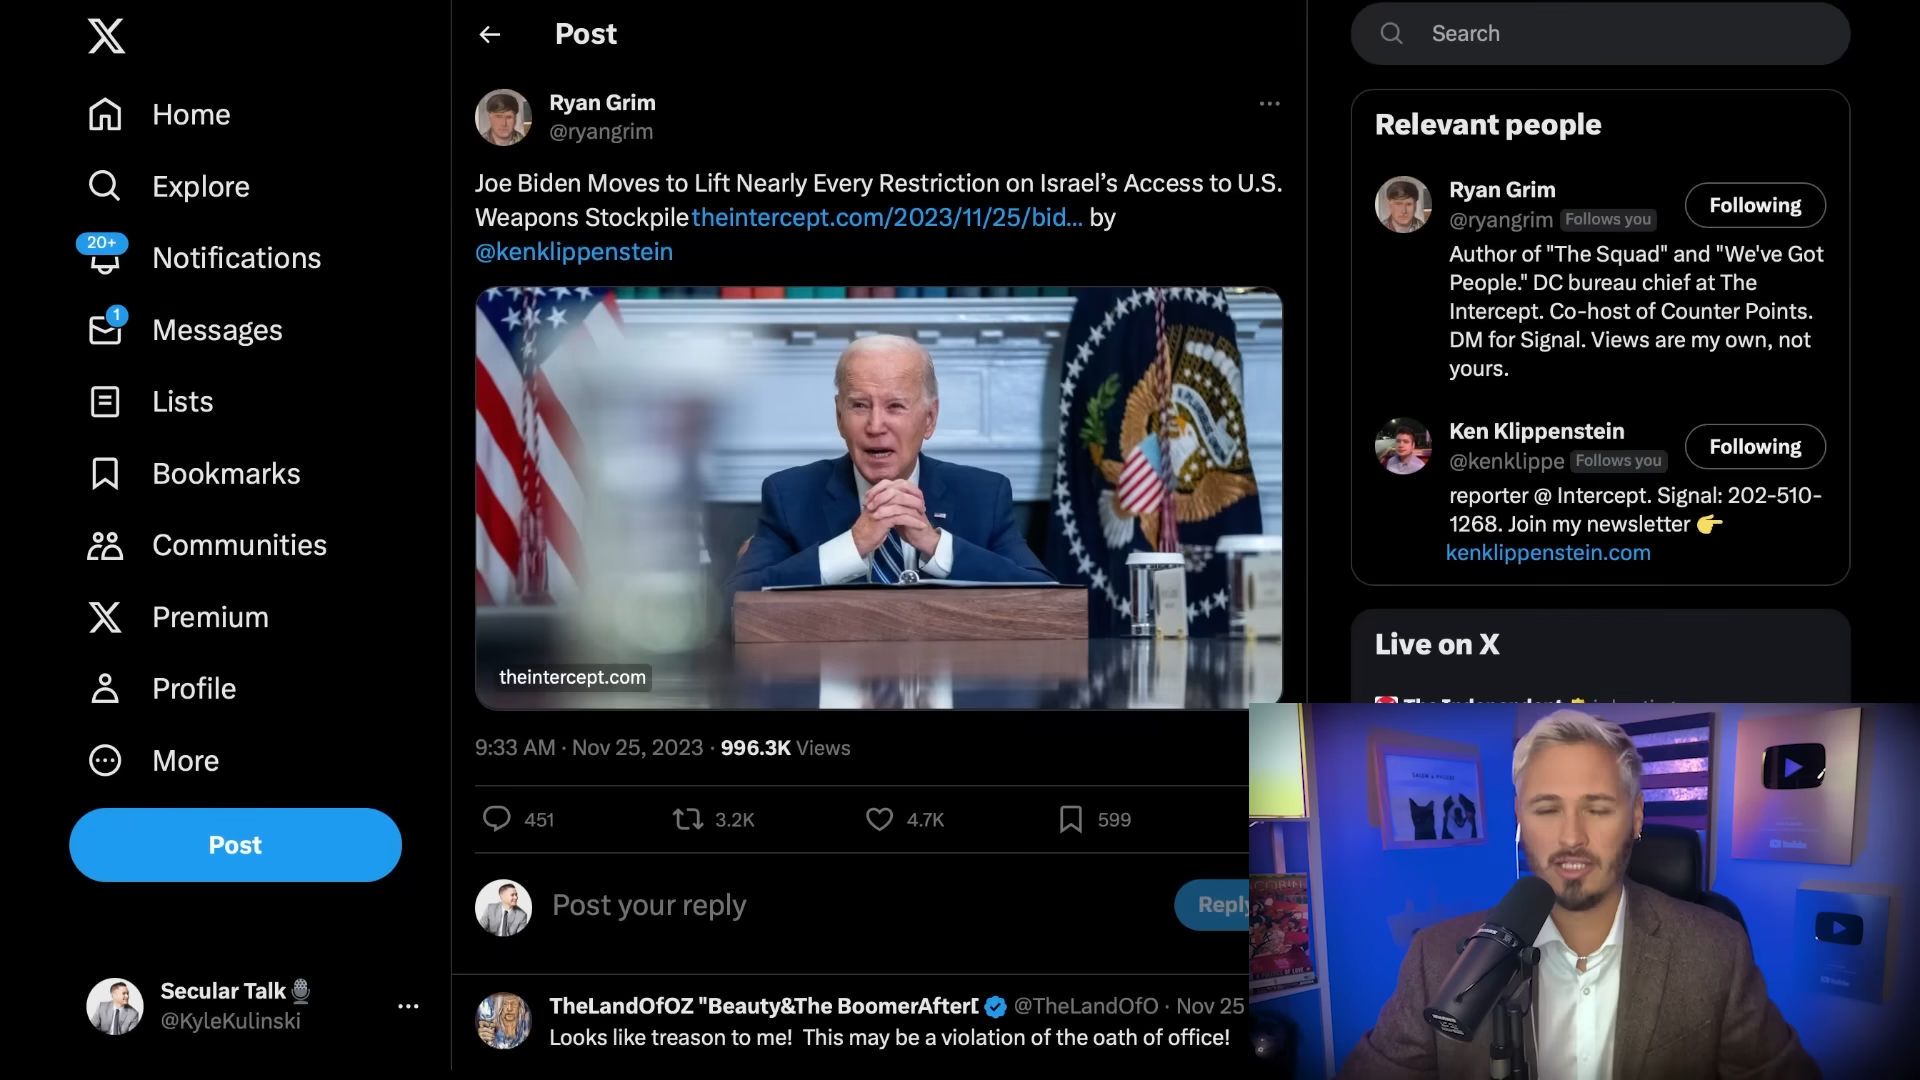 Home
Explore
20+
Notifications
1
Messages
Lists
Bookmarks
Communities
Premium
Profile
More
Post
Secular Talk
@KyleKulinski
Post
Ryan Grim
@ryangrim
Joe Biden Moves to Lift Nearly Every Restriction on Israel’s Access to U.S.
Weapons Stockpile theintercept.com/2023/11/25/bid... by
@kenklippenstein
theintercept.com
9:33 AM · Nov 25, 2023 · 996.3K Views
451
3.2K
4.7K
599
Post your reply
Reply
TheLandOfOZ "Beauty&The BoomerAfter @TheLandOfO · Nov 25
Looks like treason to me! This may be a violation of the oath of office!
Search
Relevant people
Ryan Grim
@ryangrim Follows you
Following
Author of "The Squad" and "We've Got
People." DC bureau chief at The
Intercept. Co-host of Counter Points.
DM for Signal. Views are my own, not
yours.
Ken Klippenstein
@kenklippe Follows you
Following
reporter @ Intercept. Signal: 202-510-
1268. Join my newsletter
kenklippenstein.com
Live on X
The Independent
YouTube